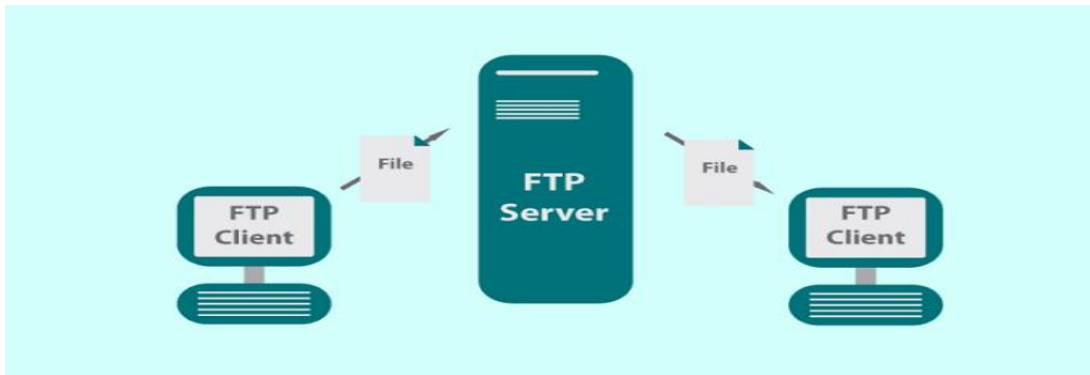 File
File
FTP
Server
FTP
Client
FTP
Client